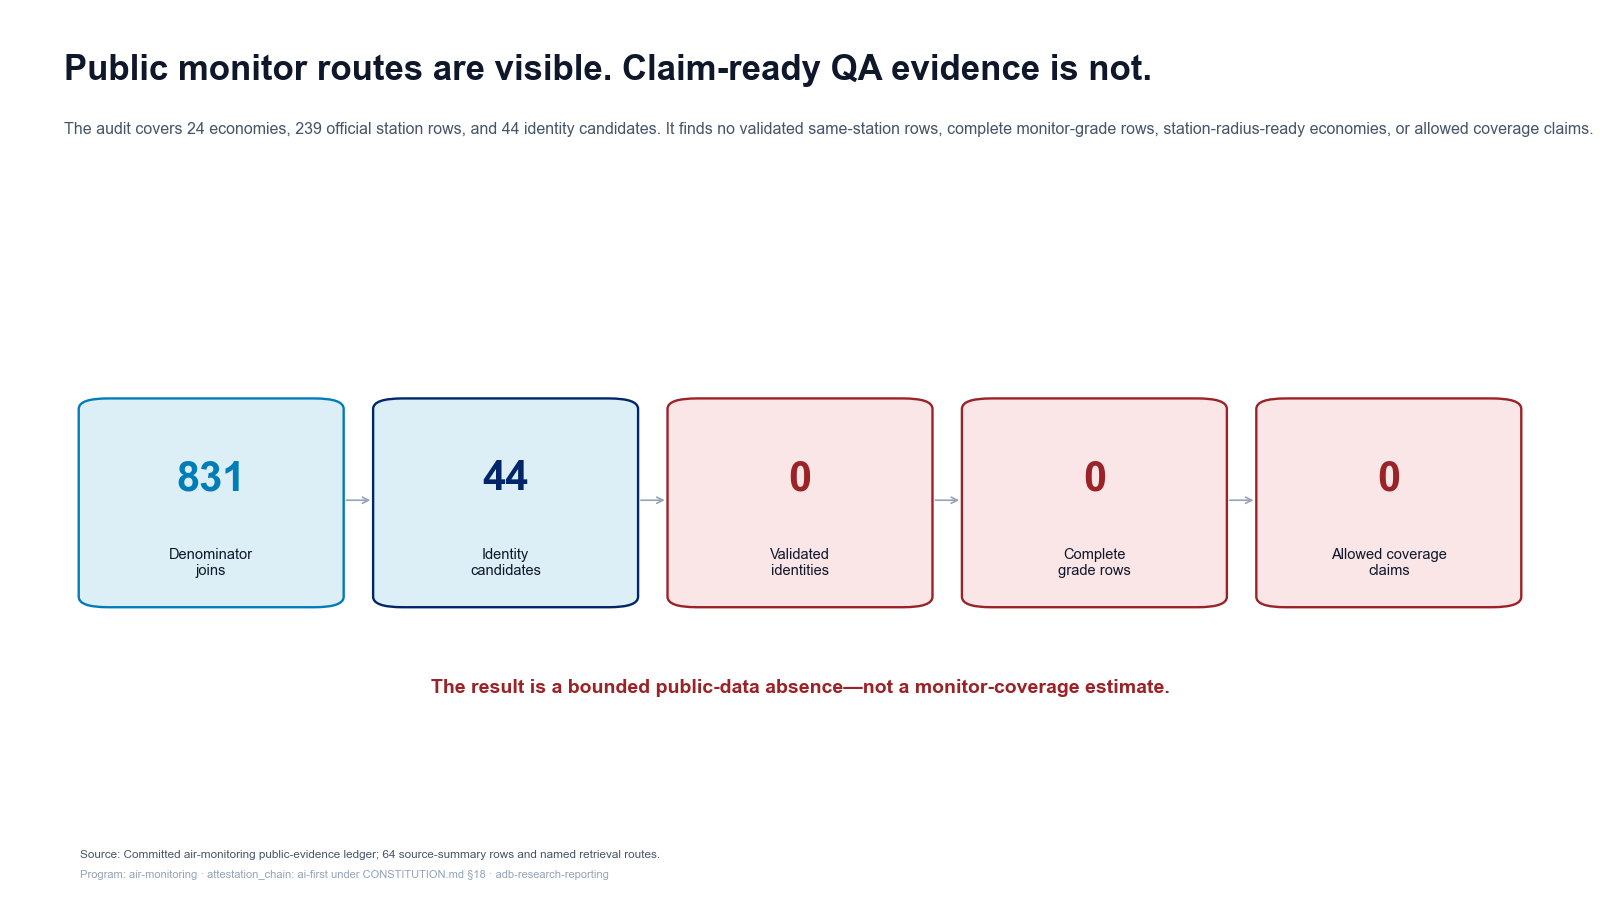 Public monitor routes are visible. Claim-ready QA evidence is not.
The audit covers 24 economies, 239 official station rows, and 44 identity candidates. It finds no validated same-station rows, complete monitor-grade rows, station-radius-ready economies, or allowed coverage claims.
831
Denominator
joins
44
Identity
candidates
0
Validated
identities
0
Complete
grade rows
0
Allowed coverage
claims
The result is a bounded public-data absence—not a monitor-coverage estimate.
Source: Committed air-monitoring public-evidence ledger; 64 source-summary rows and named retrieval routes.
Program: air-monitoring · attestation_chain: ai-first under CONSTITUTION.md §18 · adb-research-reporting